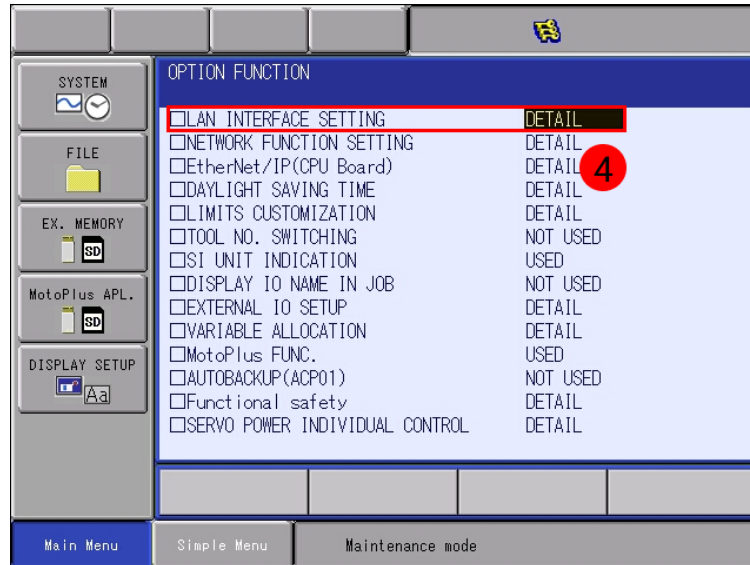 OPTION FUNCTION
SYSTEM
FILE
EX. MEMORY
SD
MotoPlus APL.
SD
DISPLAY SETUP
Aa
LAN INTERFACE SETTING DETAIL
NETWORK FUNCTION SETTING DETAIL
EtherNet/IP(CPU Board) DETAIL
4
DAYLIGHT SAVING TIME DETAIL
LIMITS CUSTOMIZATION DETAIL
TOOL NO. SWITCHING NOT USED
SI UNIT INDICATION USED
DISPLAY IO NAME IN JOB NOT USED
EXTERNAL IO SETUP DETAIL
VARIABLE ALLOCATION DETAIL
MotoPlus FUNC. USED
AUTOBACKUP(ACP01) NOT USED
Functional safety DETAIL
SERVO POWER INDIVIDUAL CONTROL DETAIL
Main Menu
Simple Menu
Maintenance mode